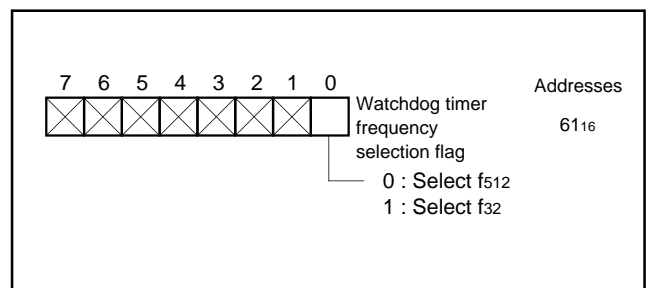 7 6 5 4 3 2 1 0
Addresses
Watchdog timer
frequency
selection flag
61₁₆
0 : Select f₅₁₂
1 : Select f₃₂